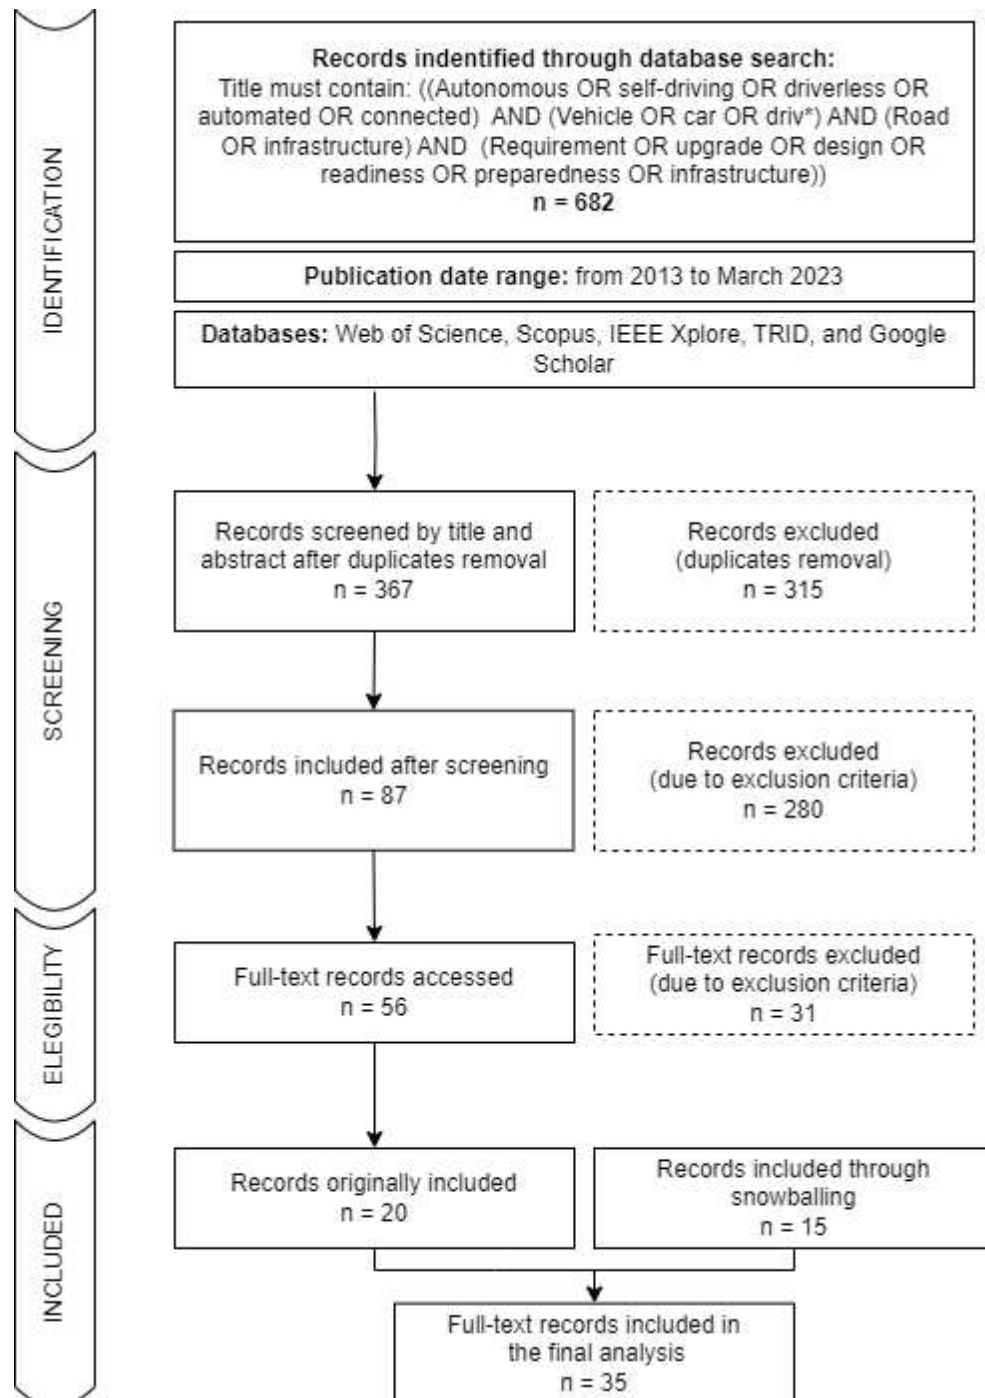 IDENTIFICATION
Records indentified through database search:
Title must contain: ((Autonomous OR self-driving OR driverless OR
automated OR connected)  AND (Vehicle OR car OR driv*) AND (Road
OR infrastructure) AND  (Requirement OR upgrade OR design OR
readiness OR preparedness OR infrastructure))
n = 682
Publication date range: from 2013 to March 2023
Databases: Web of Science, Scopus, IEEE Xplore, TRID, and Google
Scholar
SCREENING
Records screened by title and
abstract after duplicates removal
n = 367
Records excluded
(duplicates removal)
n = 315
Records included after screening
n = 87
Records excluded
(due to exclusion criteria)
n = 280
ELEGIBILITY
Full-text records accessed
n = 56
Full-text records excluded
(due to exclusion criteria)
n = 31
INCLUDED
Records originally included
n = 20
Records included through
snowballing
n = 15
Full-text records included in
the final analysis
n = 35